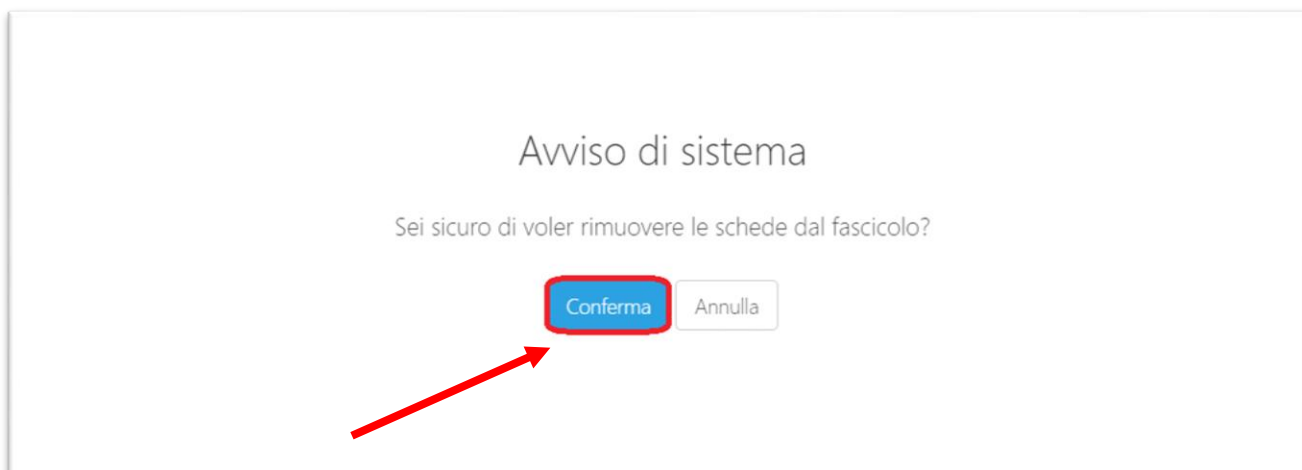 Avviso di sistema
Sei sicuro di voler rimuovere le schede dal fascicolo?
Conferma Annulla